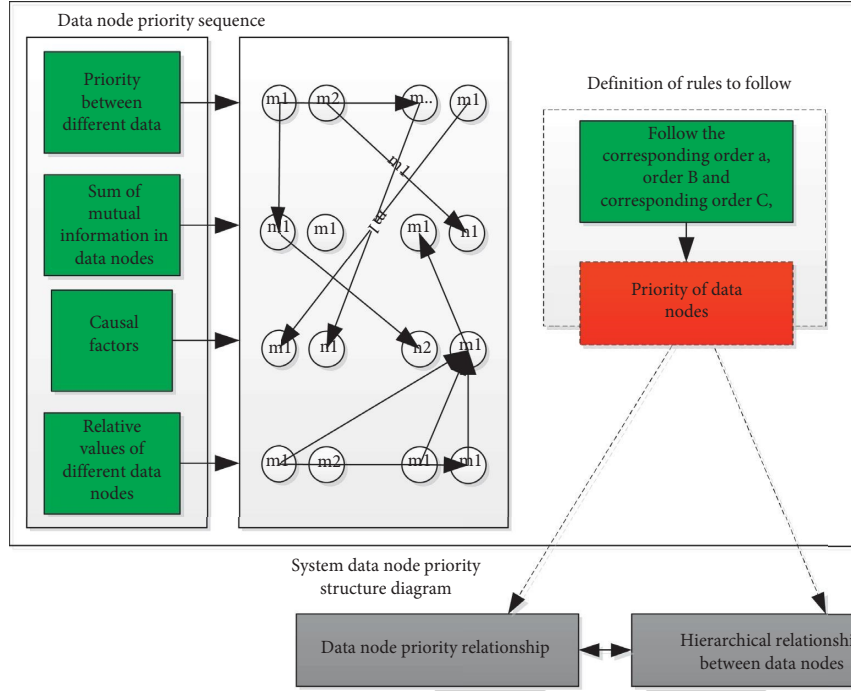 Data node priority sequence
Priority
between
different data
Sum of
mutual
information in
data nodes
Causal
factors
Relative
values of
different data
nodes
m1 m2 m.. m1
m1
m1 m1 m1 n1
m1 n1 n2 m1
m1 m2 m1 m1
Definition of rules to follow
Follow the
corresponding order a,
order B and
corresponding order C,
Priority of data
nodes
System data node priority
structure diagram
Data node priority relationship
Hierarchical relationship
between data nodes